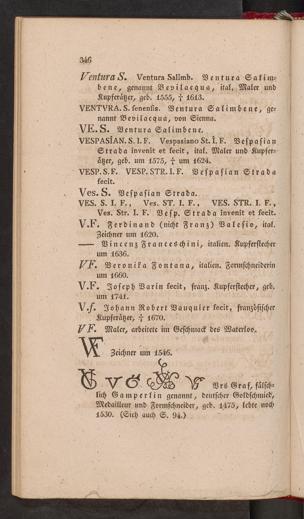 346
Ventura S. Ventura Salimb. Ventura Salim-
bene, genannt Bevilacqua, ital. Maler und
Kupferätzer, geb. 1555, † 1613.
VENTVRA. S. senensis. Ventura Salimbene, ge-
nannt Bevilacqua, von Sienna.
VE. S. Ventura Salimbene.
VESPASIAN. S. I. F. Vespasiano St. I. F. Vespasian
Strada invenit et fecit, ital. Maler und Kupfer-
ätzer, geb. um 1575, † um 1624.
VESP. S. F. VESP. STR. I. F. Vespasian Strada
fecit.
Ves. S. Vespasian Strada.
VES. S. I. F., Ves. ST. I. F., VES. STR. I. F.,
Ves. Str. I. F. Vesp. Strada invenit et fecit.
V.F. Ferdinand (nicht Franz) Valesio, ital.
Zeichner um 1620.
—— Vincenz Franceschini, italien. Kupferstecher
um 1636.
VF. Veronika Fontana, italien. Formschneiderin
um 1660.
V.F. Joseph Varin fecit, franz. Kupferstecher, geb.
um 1741.
V.f. Johann Robert Vauquier fecit, französischer
Kupferätzer, † 1670.
VF. Maler, arbeitete im Geschmack des Waterloo.
VF Zeichner um 1546.
Vrs Graf, fälsch-
lich Gamperlin genannt, deutscher Goldschmied,
Medailleur und Formschneider, geb. 1475, lebte noch
1530. (Sieh auch S. 94.)